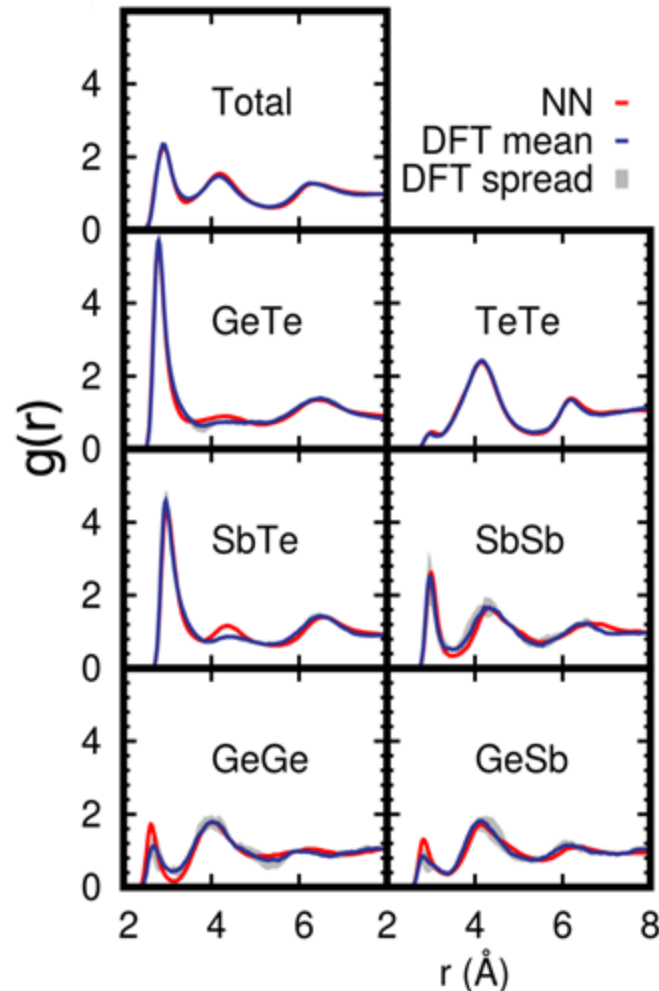 4
2
0
Total
NN
DFT mean
DFT spread
4
2
0
GeTe
TeTe
g(r)
4
2
0
SbTe
SbSb
4
2
0
GeGe
GeSb
2 4 6 2 4 6 8
r (Å)